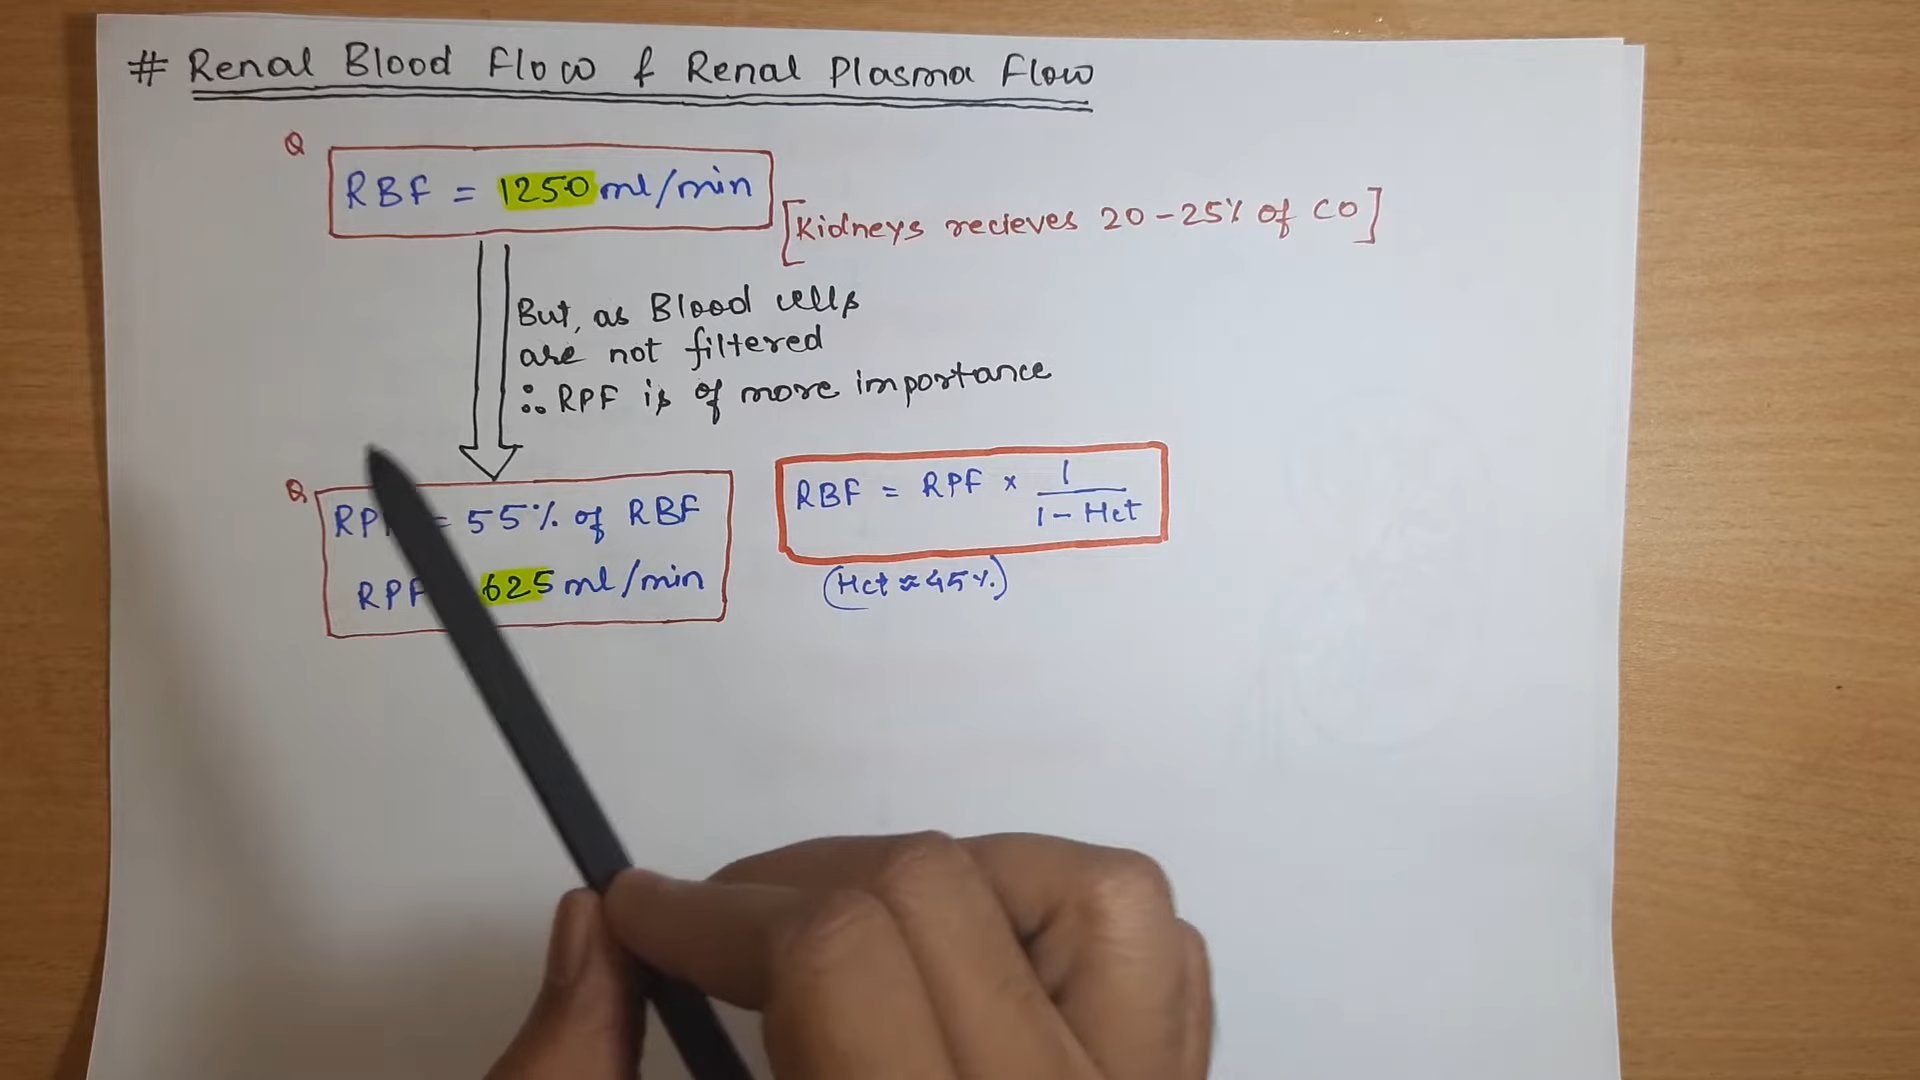 # Renal Blood Flow & Renal Plasma Flow
Q
RBF = 1250 ml/min
[Kidneys recieves 20-25% of CO]
But, as Blood cells
are not filtered
∴ RPF is of more importance
Q
= 55% of RBF
RPF 625 ml/min
RBF = RPF × 1
1 - Hct
(Hct ≈ 45%)